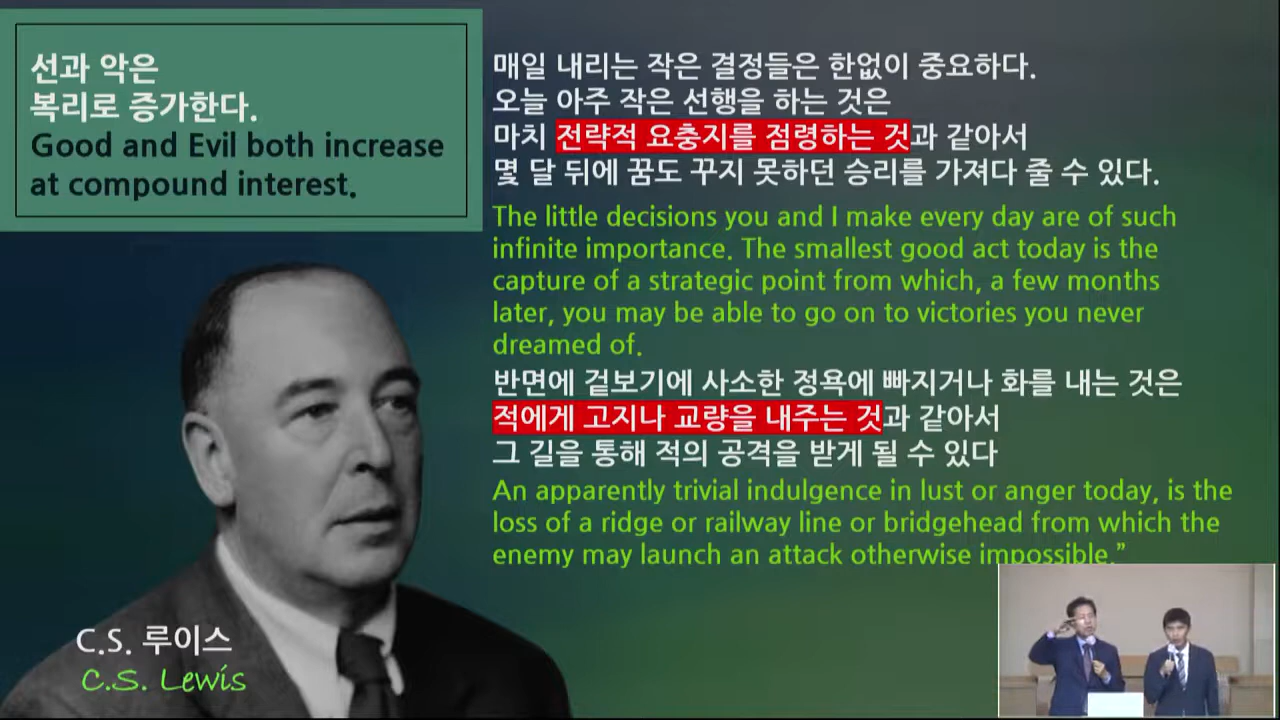 선과 악은
복리로 증가한다.
Good and Evil both increase
at compound interest.
매일 내리는 작은 결정들은 한없이 중요하다.
오늘 아주 작은 선행을 하는 것은
마치 전략적 요충지를 점령하는 것과 같아서
몇 달 뒤에 꿈도 꾸지 못하던 승리를 가져다 줄 수 있다.
The little decisions you and I make every day are of such
infinite importance. The smallest good act today is the
capture of a strategic point from which, a few months
later, you may be able to go on to victories you never
dreamed of.
반면에 겉보기에 사소한 정욕에 빠지거나 화를 내는 것은
적에게 고지나 교량을 내주는 것과 같아서
그 길을 통해 적의 공격을 받게 될 수 있다
An apparently trivial indulgence in lust or anger today, is the
loss of a ridge or railway line or bridgehead from which the
enemy may launch an attack otherwise impossible.”
C.S. 루이스
C.S. Lewis